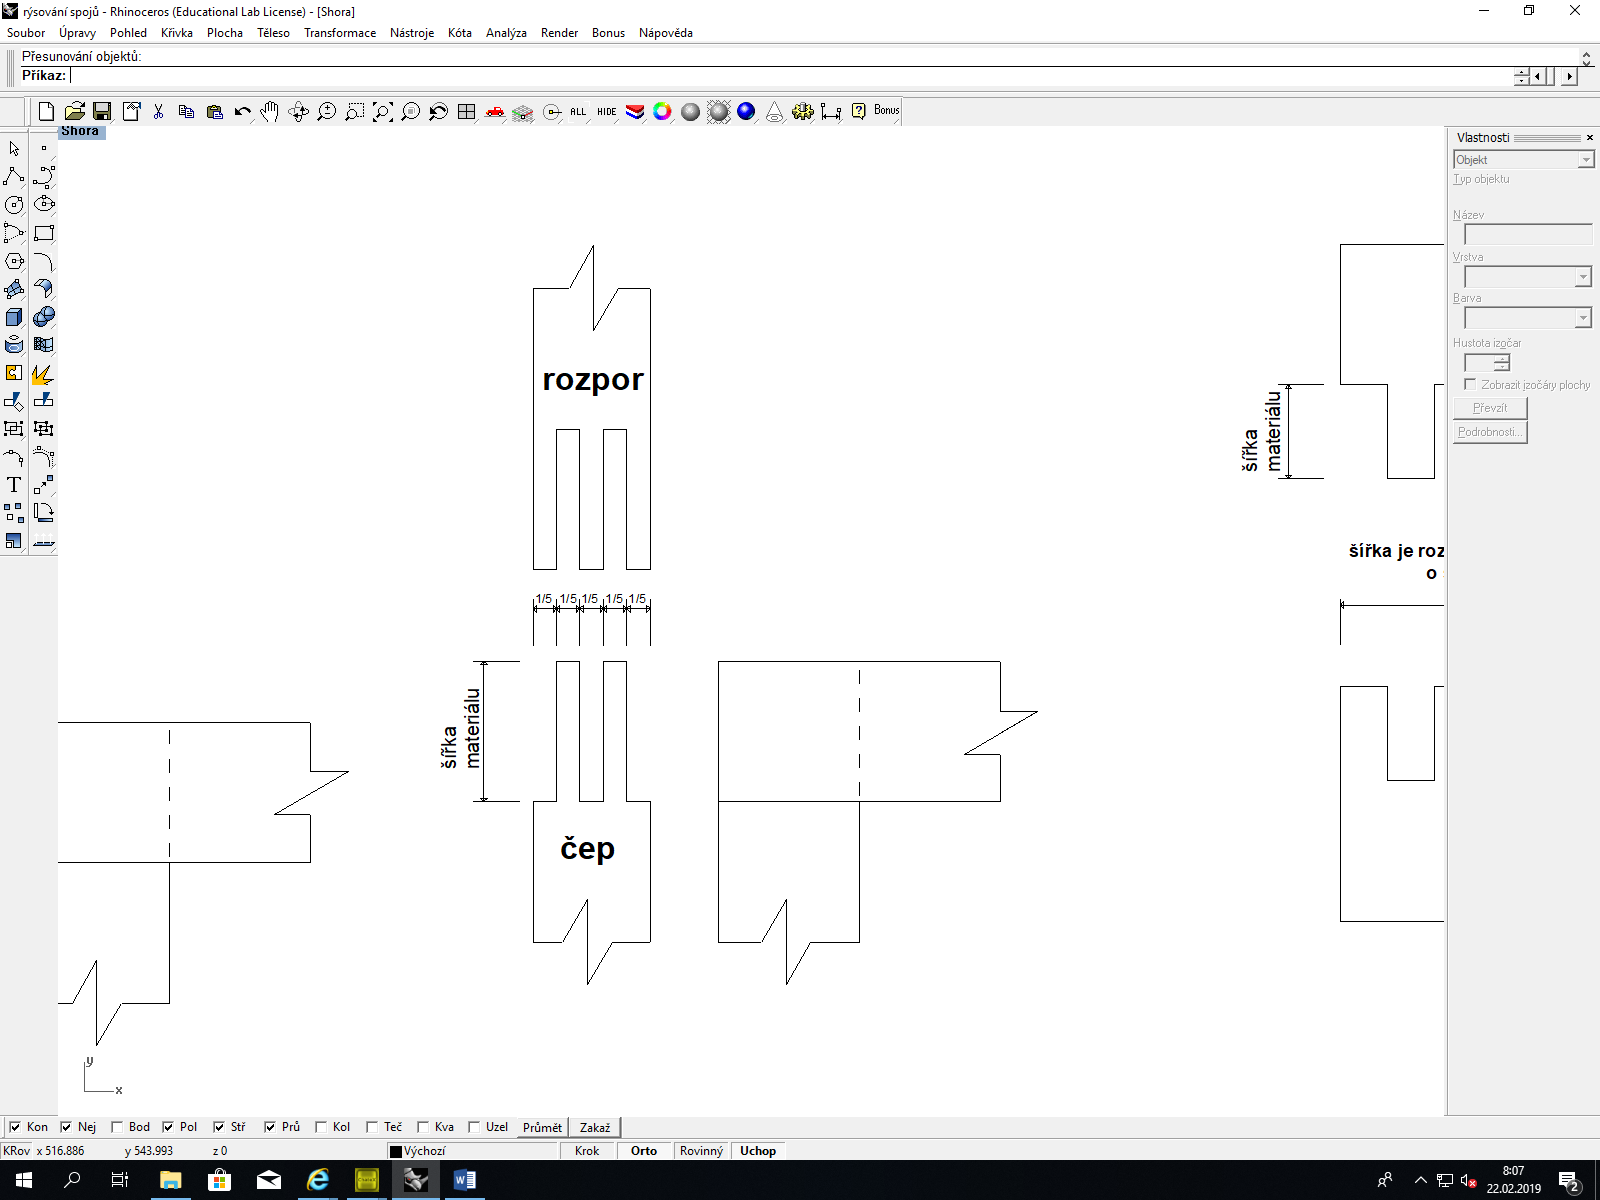 rýsování spojů - Rhinoceros (Educational Lab License) - [Shora]
Soubor Úpravy Pohled Křivka Plocha Těleso Transformace Nástroje Kóta Analýza Render Bonus Nápověda
Přesunování objektů:
Příkaz:
ALL HIDE Bonus
Shora
Vlastnosti
Objekt
Typ objektu
Název
Vrstva
Barva
Hustota izočar
Zobrazit izočáry plochy
Převzít
Podrobnosti...
rozpor
šířka
materiálu
šířka je roz
o
1/5 1/5 1/5 1/5 1/5
šířka
materiálu
čep
y
x
Kon Nej Bod Pol Stř Prů Kol Teč Kva Uzel Průmět Zakaž
KRov x 516.886 y 543.993 z 0 Výchozí Krok Orto Rovinný Uchop
8:07
22.02.2019
2